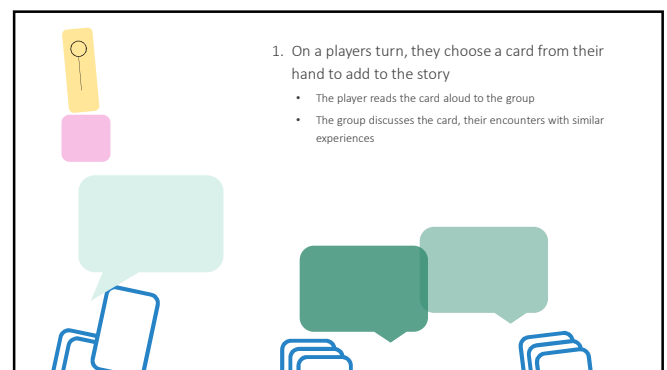 1. On a players turn, they choose a card from their
hand to add to the story
• The player reads the card aloud to the group
• The group discusses the card, their encounters with similar
experiences